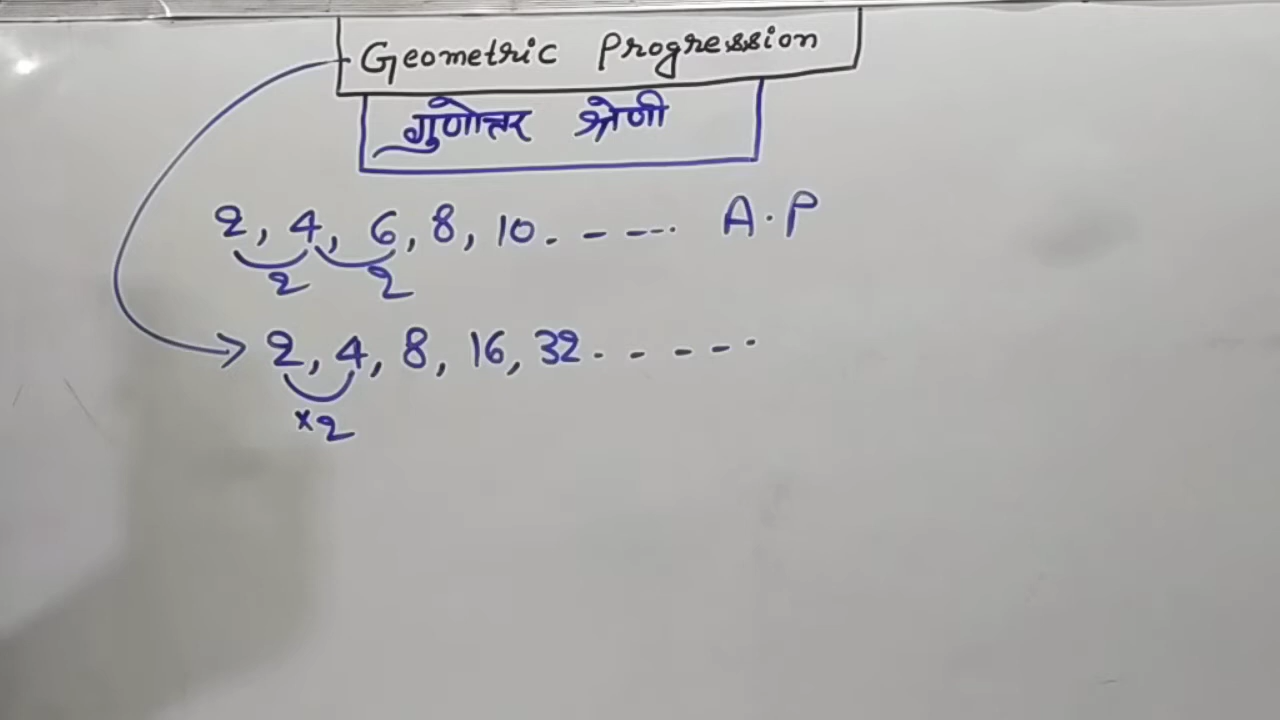 Geometric Progression
गुणोत्तर श्रेणी
2, 4, 6, 8, 10. - - - -. A.P
2 2
2, 4, 8, 16, 32. - - - - .
×2